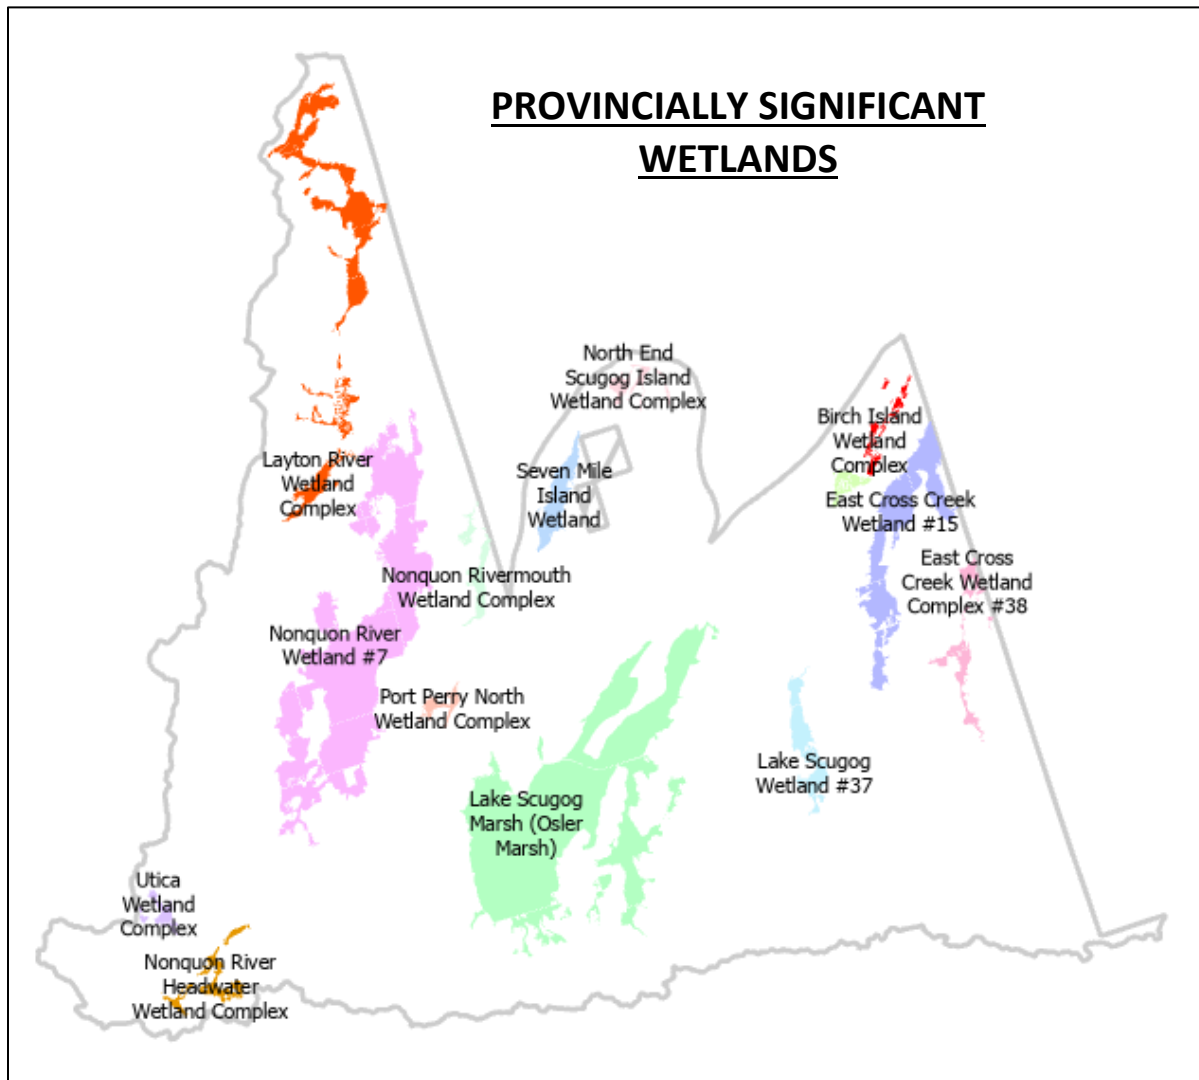 PROVINCIALLY SIGNIFICANT
WETLANDS
North End
Scugog Island
Wetland Complex
Birch Island
Wetland
Complex
Layton River
Wetland
Complex
Seven Mile
Island
Wetland
East Cross Creek
Wetland #15
East Cross
Creek Wetland
Complex #38
Nonquon Rivermouth
Wetland Complex
Nonquon River
Wetland #7
Port Perry North
Wetland Complex
Lake Scugog
Wetland #37
Lake Scugog
Marsh (Osler
Marsh)
Utica
Wetland
Complex
Nonquon River
Headwater
Wetland Complex